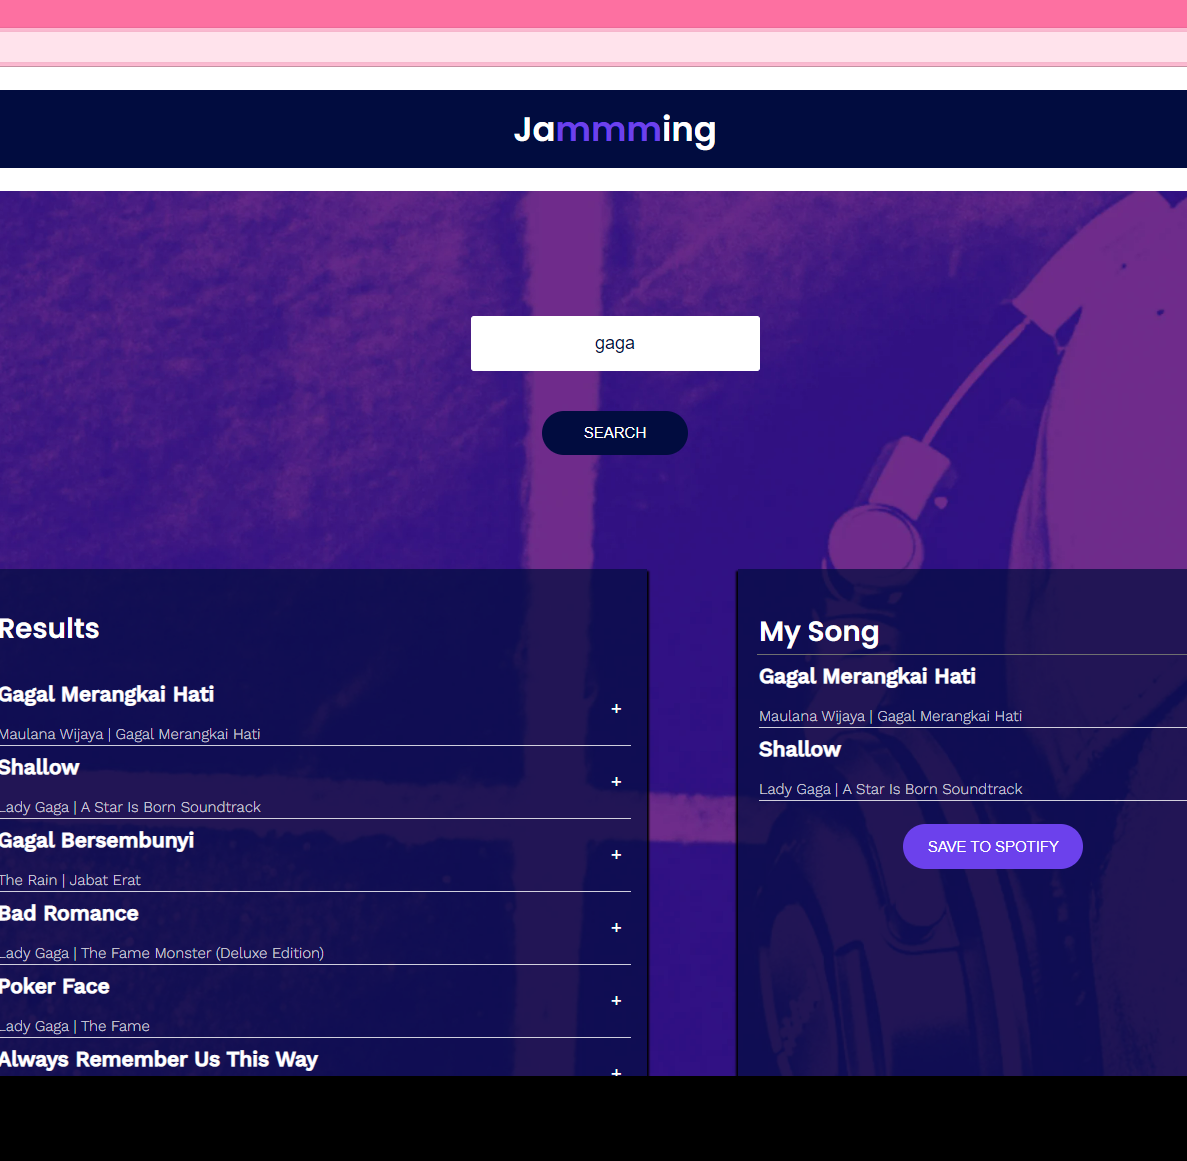 Jammming
gaga
SEARCH
Results
Gagal Merangkai Hati
+
Maulana Wijaya | Gagal Merangkai Hati
Shallow
+
Lady Gaga | A Star Is Born Soundtrack
Gagal Bersembunyi
+
The Rain | Jabat Erat
Bad Romance
+
Lady Gaga | The Fame Monster (Deluxe Edition)
Poker Face
+
Lady Gaga | The Fame
Always Remember Us This Way
+
My Song
Gagal Merangkai Hati
Maulana Wijaya | Gagal Merangkai Hati
Shallow
Lady Gaga | A Star Is Born Soundtrack
SAVE TO SPOTIFY